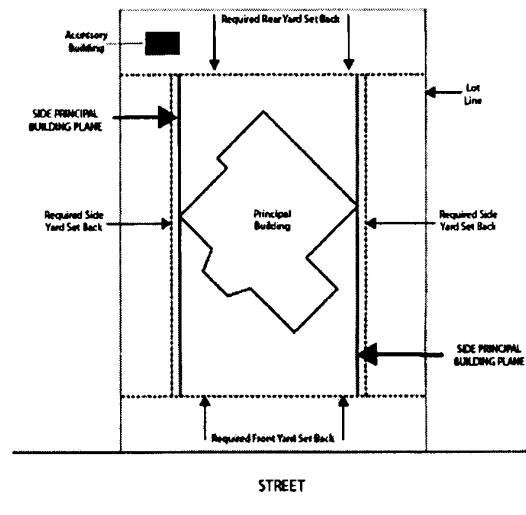 Required Rear Yard Set Back
Accessory
Building
Lot
Line
SIDE PRINCIPAL
BUILDING PLANE
Required Side
Yard Set Back
Principal
Building
Required Side
Yard Set Back
SIDE PRINCIPAL
BUILDING PLANE
Required Front Yard Set Back
STREET